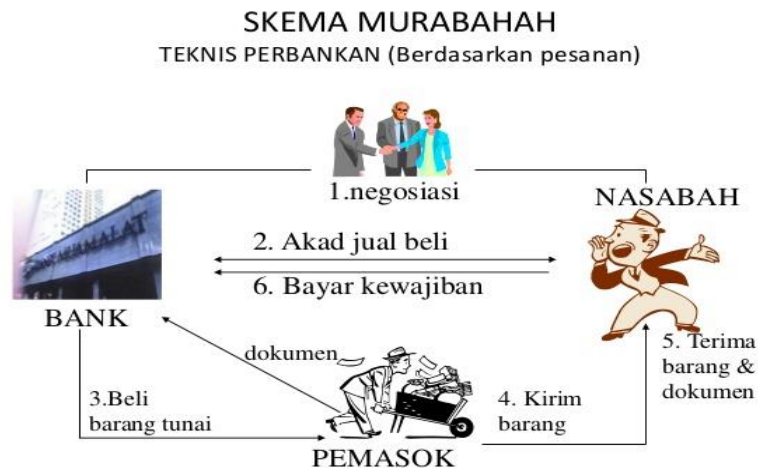 SKEMA MURABAHAH
TEKNIS PERBANKAN (Berdasarkan pesanan)
1.negosiasi
NASABAH
2. Akad jual beli
6. Bayar kewajiban
BANK
dokumen
5. Terima
barang &
dokumen
3.Beli
barang tunai
4. Kirim
barang
PEMASOK